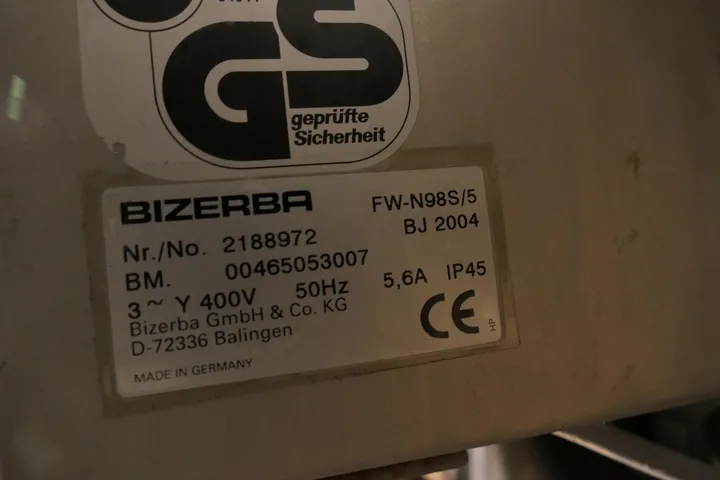 GS
geprüfte
Sicherheit
BIZERBA FW-N98S/5
Nr./No. 2188972 BJ 2004
BM. 00465053007
3~ Y 400V 50Hz 5,6A IP45
Bizerba GmbH & Co. KG
D-72336 Balingen
CE HP
MADE IN GERMANY